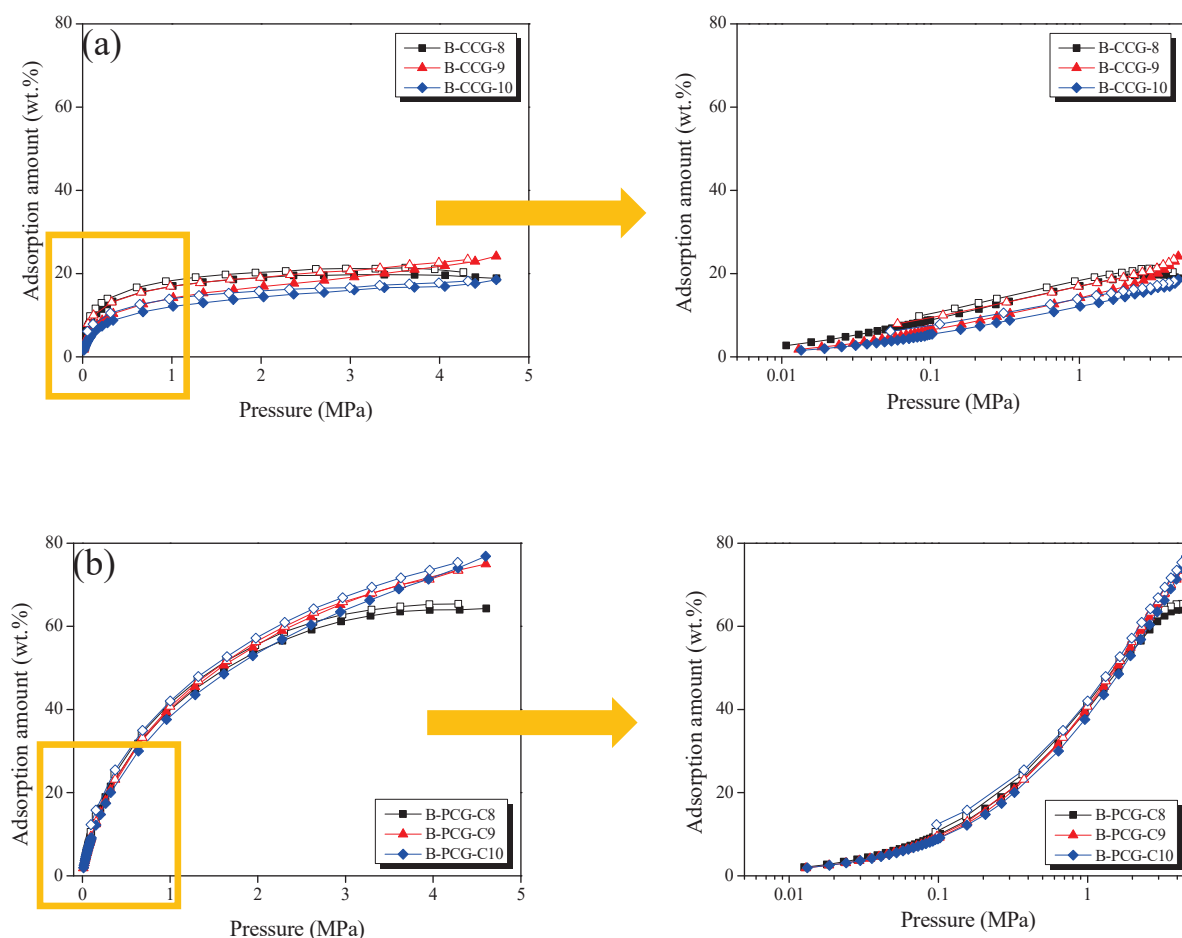 (a)
80
60
40
20
0
Adsorption amount (wt.%)
B-CCG-8
B-CCG-9
B-CCG-10
0 1 2 3 4 5
Pressure (MPa)
80
60
40
20
0
Adsorption amount (wt.%)
B-CCG-8
B-CCG-9
B-CCG-10
0.01 0.1 1
Pressure (MPa)
(b)
80
60
40
20
0
Adsorption amount (wt.%)
B-PCG-C8
B-PCG-C9
B-PCG-C10
0 1 2 3 4 5
Pressure (MPa)
80
60
40
20
0
Adsorption amount (wt.%)
B-PCG-C8
B-PCG-C9
B-PCG-C10
0.01 0.1 1
Pressure (MPa)